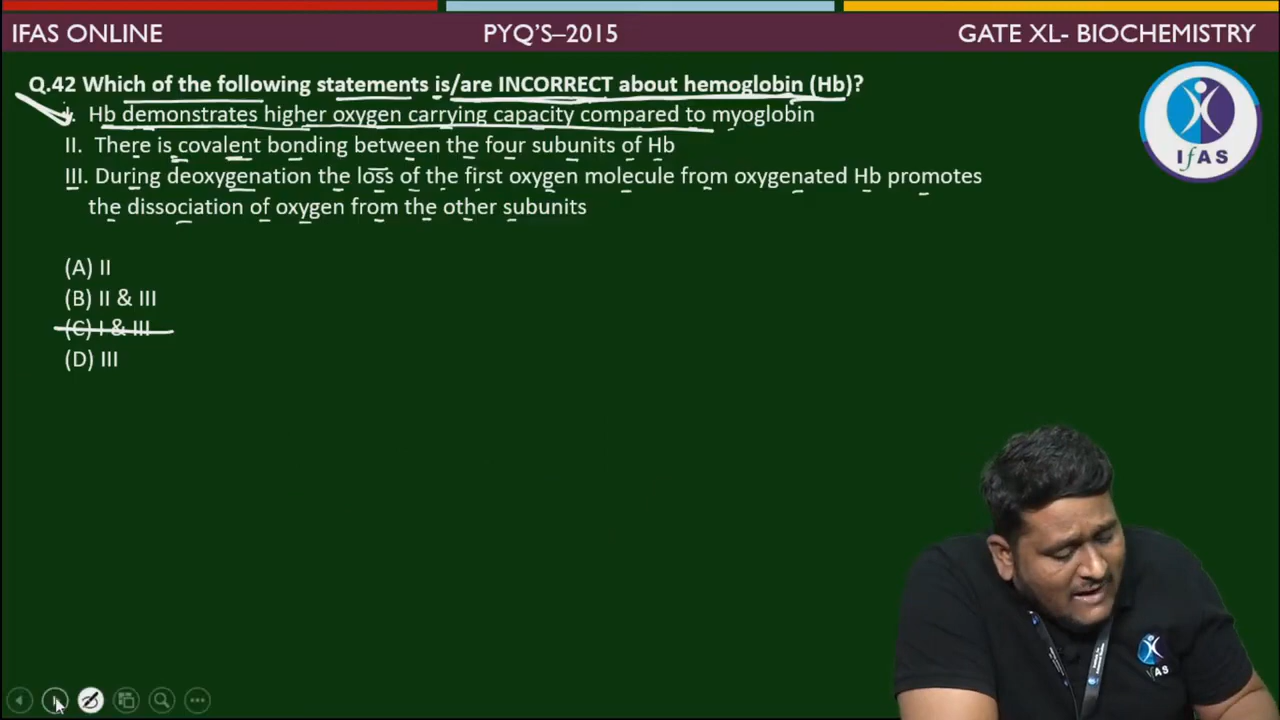 IFAS ONLINE PYQ'S–2015 GATE XL- BIOCHEMISTRY
Q.42 Which of the following statements is/are INCORRECT about hemoglobin (Hb)?
I. Hb demonstrates higher oxygen carrying capacity compared to myoglobin
II. There is covalent bonding between the four subunits of Hb
III. During deoxygenation the loss of the first oxygen molecule from oxygenated Hb promotes
the dissociation of oxygen from the other subunits
(A) II
(B) II & III
(C) I & III
(D) III
IfAS
IfAS